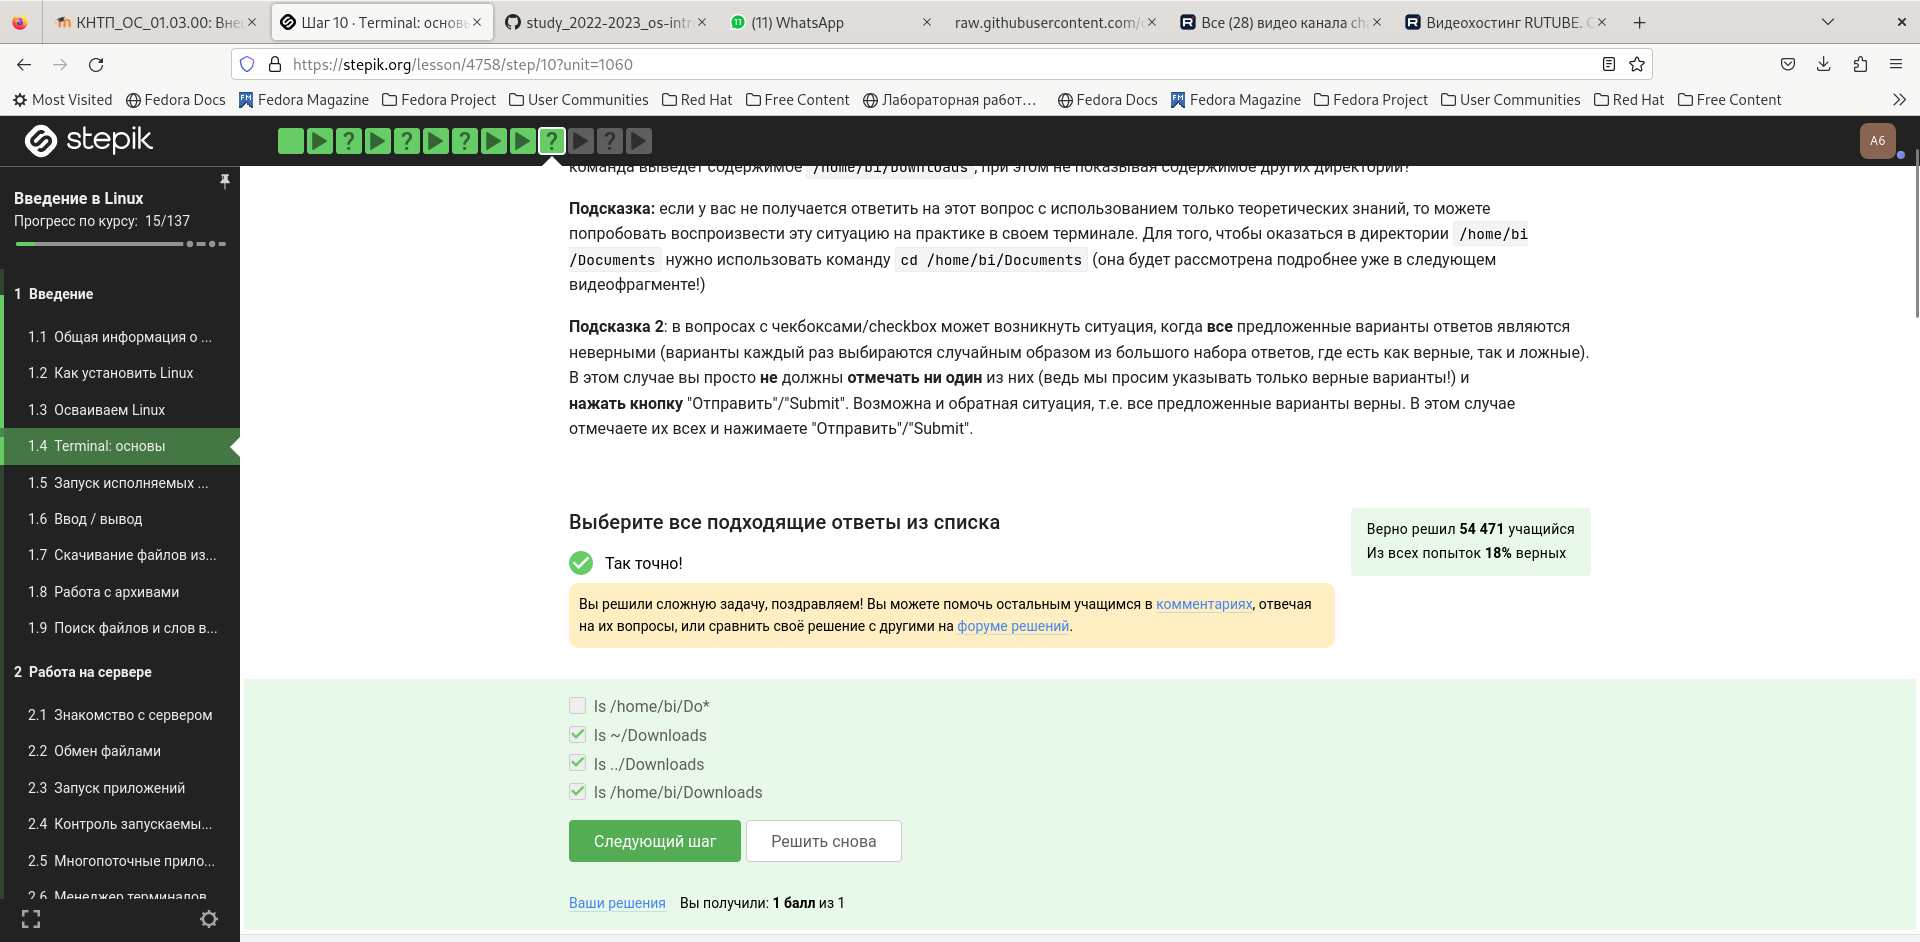 КНТП_ОС_01.03.00: Вне
Шаг 10 · Terminal: основ
study_2022-2023_os-intr
(11) WhatsApp
raw.githubusercontent.com/
Все (28) видео канала ch
Видеохостинг RUTUBE. С
https://stepik.org/lesson/4758/step/10?unit=1060
Most Visited Fedora Docs Fedora Magazine Fedora Project User Communities Red Hat Free Content Лабораторная работ… Fedora Docs Fedora Magazine Fedora Project User Communities Red Hat Free Content
stepik
A6
Введение в Linux
Прогресс по курсу: 15/137
1 Введение
1.1 Общая информация о ...
1.2 Как установить Linux
1.3 Осваиваем Linux
1.4 Terminal: основы
1.5 Запуск исполняемых ...
1.6 Ввод / вывод
1.7 Скачивание файлов из...
1.8 Работа с архивами
1.9 Поиск файлов и слов в...
2 Работа на сервере
2.1 Знакомство с сервером
2.2 Обмен файлами
2.3 Запуск приложений
2.4 Контроль запускаемы...
2.5 Многопоточные прило...
2.6 Менеджер терминалов
команда выведет содержимое /home/bi/Downloads , при этом не показывая содержимое других директорий?
Подсказка: если у вас не получается ответить на этот вопрос с использованием только теоретических знаний, то можете
попробовать воспроизвести эту ситуацию на практике в своем терминале. Для того, чтобы оказаться в директории /home/bi
/Documents нужно использовать команду cd /home/bi/Documents (она будет рассмотрена подробнее уже в следующем
видеофрагменте!)
Подсказка 2: в вопросах с чекбоксами/checkbox может возникнуть ситуация, когда все предложенные варианты ответов являются
неверными (варианты каждый раз выбираются случайным образом из большого набора ответов, где есть как верные, так и ложные).
В этом случае вы просто не должны отмечать ни один из них (ведь мы просим указывать только верные варианты!) и
нажать кнопку "Отправить"/"Submit". Возможна и обратная ситуация, т.е. все предложенные варианты верны. В этом случае
отмечаете их всех и нажимаете "Отправить"/"Submit".
Выберите все подходящие ответы из списка
Верно решил 54 471 учащийся
Из всех попыток 18% верных
Так точно!
Вы решили сложную задачу, поздравляем! Вы можете помочь остальным учащимся в комментариях, отвечая
на их вопросы, или сравнить своё решение с другими на форуме решений.
ls /home/bi/Do*
ls ~/Downloads
ls ../Downloads
ls /home/bi/Downloads
Следующий шаг
Решить снова
Ваши решения Вы получили: 1 балл из 1